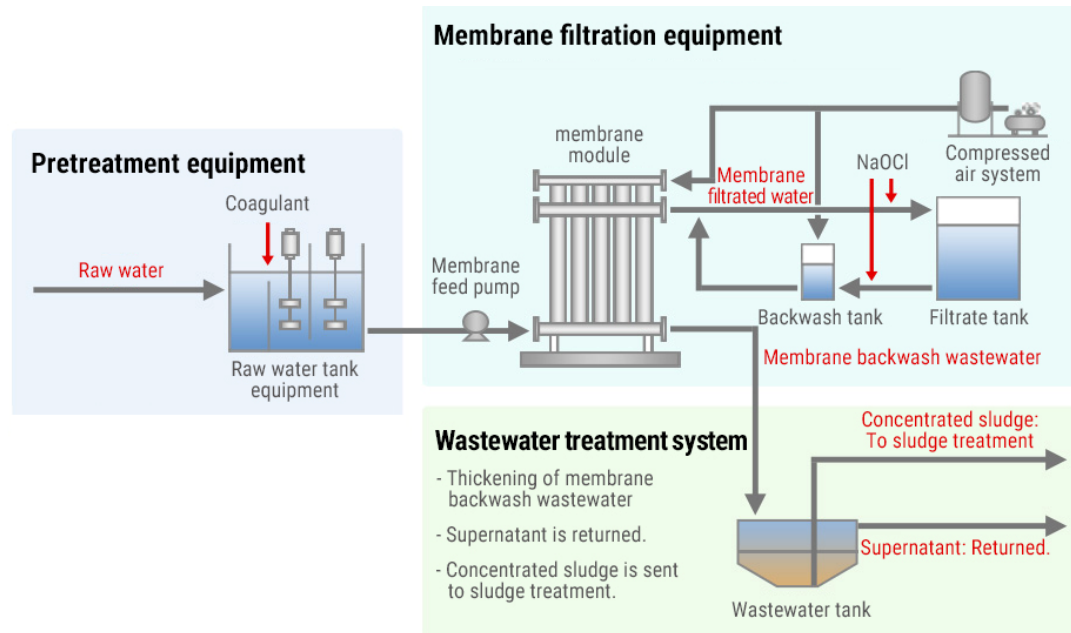 Pretreatment equipment
Coagulant
Raw water
Raw water tank
equipment
Membrane filtration equipment
membrane
module
Membrane
filtrated water
NaOCl
Compressed
air system
Membrane
feed pump
Backwash tank
Filtrate tank
Membrane backwash wastewater
Wastewater treatment system
- Thickening of membrane
backwash wastewater
- Supernatant is returned.
- Concentrated sludge is sent
to sludge treatment.
Concentrated sludge:
To sludge treatment
Supernatant: Returned.
Wastewater tank